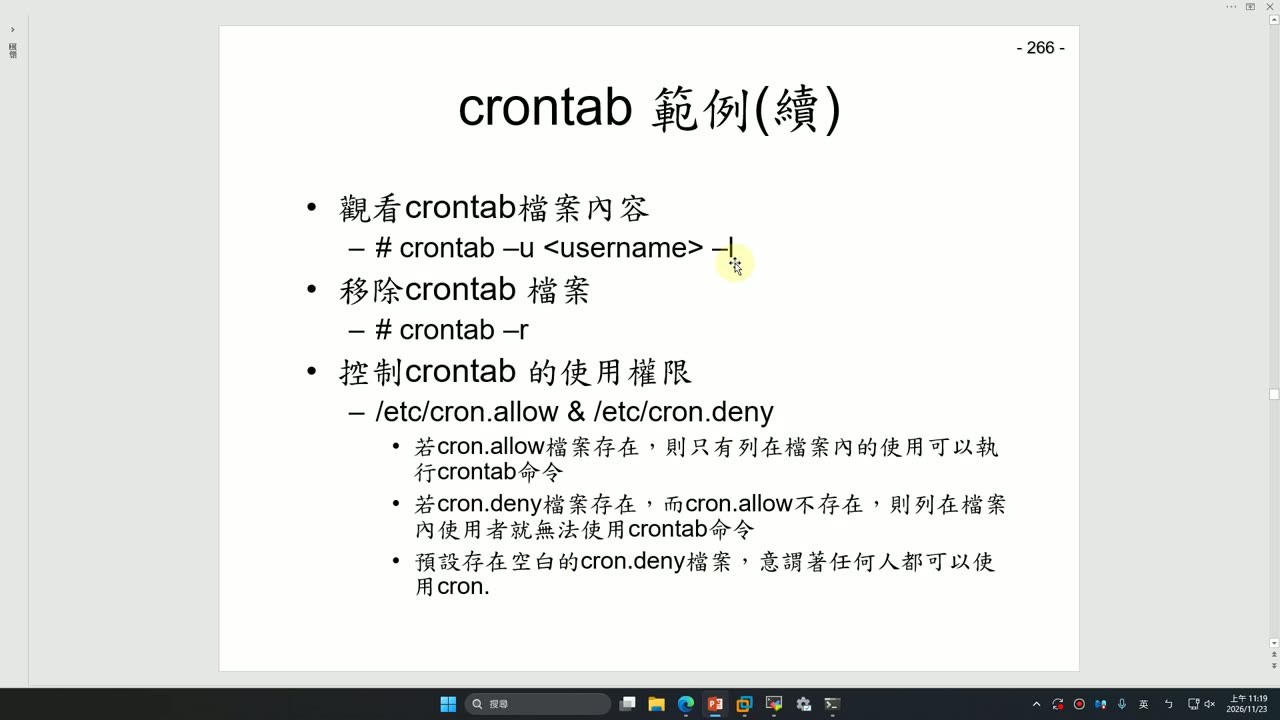 - 266 -
crontab 範例(續)
• 觀看crontab檔案內容
– # crontab –u <username> –l
• 移除crontab 檔案
– # crontab –r
• 控制crontab 的使用權限
– /etc/cron.allow & /etc/cron.deny
• 若cron.allow檔案存在，則只有列在檔案內的使用可以執
行crontab命令
• 若cron.deny檔案存在，而cron.allow不存在，則列在檔案
內使用者就無法使用crontab命令
• 預設存在空白的cron.deny檔案，意謂著任何人都可以使
用cron.
搜尋
英
ㄅ
上午 11:19
2026/11/23